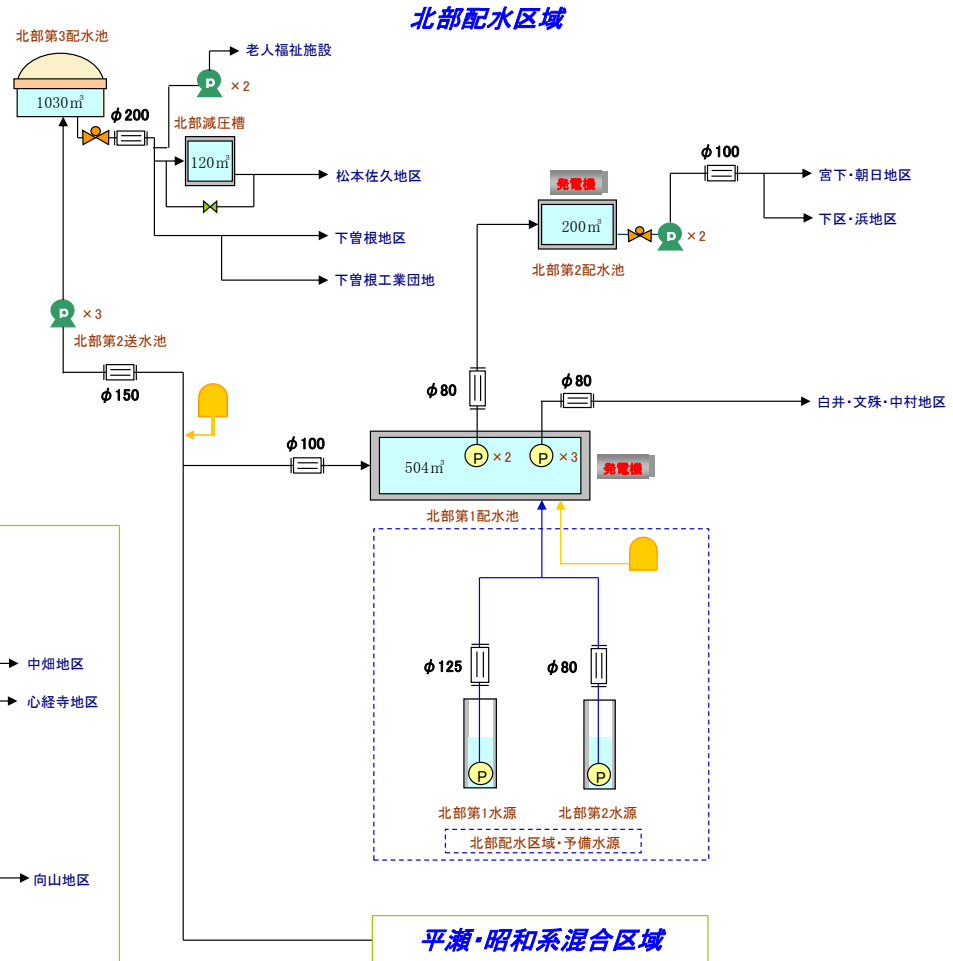 北部配水区域
北部第3配水池
1030㎥
φ200
老人福祉施設
×2
北部減圧槽
120㎥
松本佐久地区
下曽根地区
下曽根工業団地
×3
北部第2送水池
φ150
発電機
200㎥
北部第2配水池
×2
φ100
宮下・朝日地区
下区・浜地区
φ80
φ80
白井・文殊・中村地区
φ100
504㎥
P
×2
P
×3
発電機
北部第1配水池
φ125
φ80
P
P
北部第1水源
北部第2水源
北部配水区域・予備水源
中畑地区
心経寺地区
向山地区
平瀬・昭和系混合区域
P
P
P